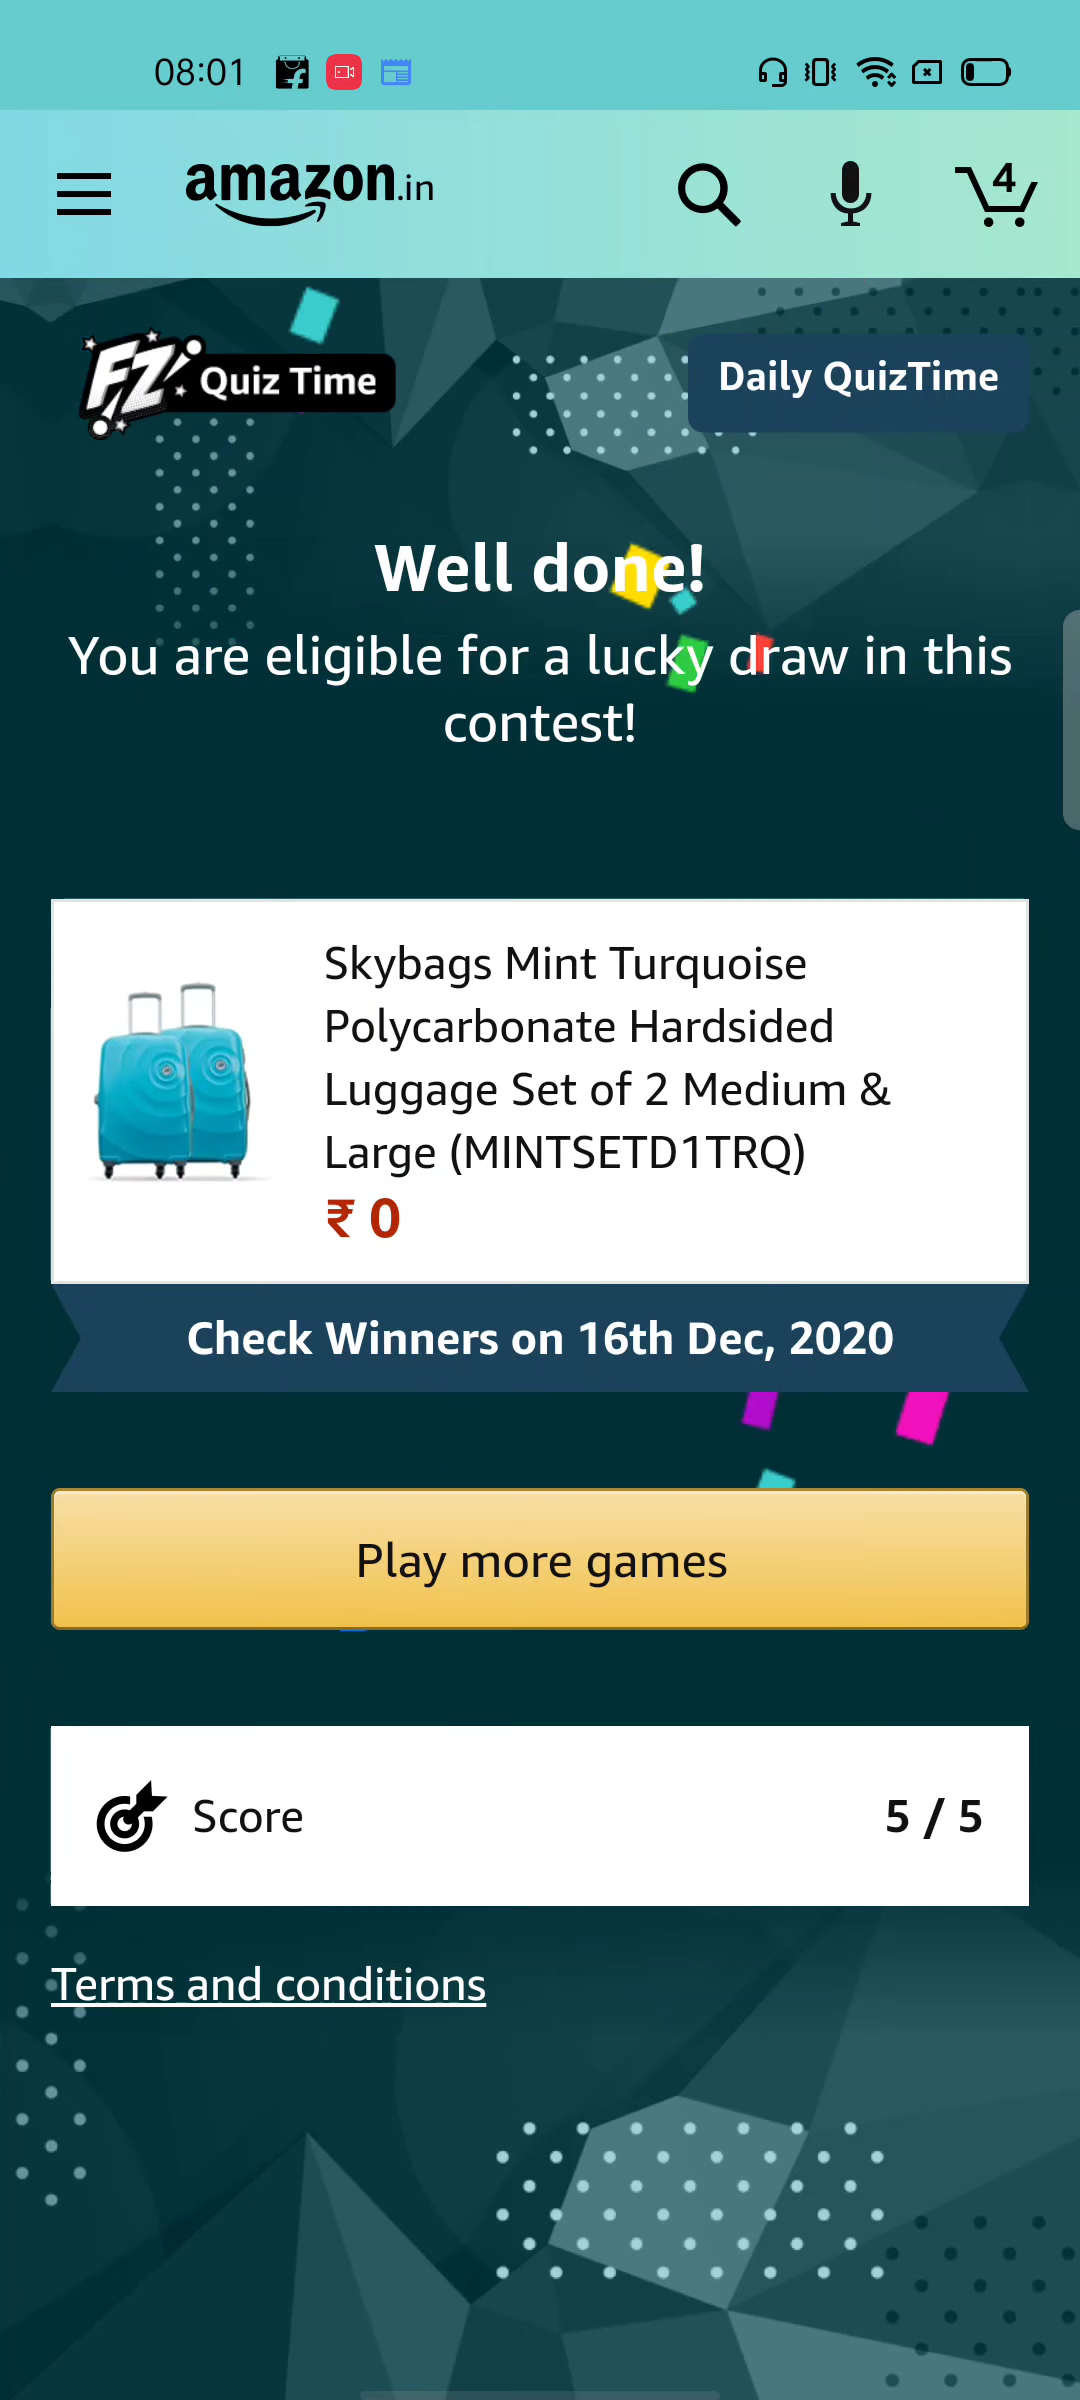 08:01
amazon.in
4
FZ Quiz Time
Daily QuizTime
Well done!
You are eligible for a lucky draw in this
contest!
Skybags Mint Turquoise
Polycarbonate Hardsided
Luggage Set of 2 Medium &
Large (MINTSETD1TRQ)
₹ 0
Check Winners on 16th Dec, 2020
Play more games
Score 5 / 5
Terms and conditions